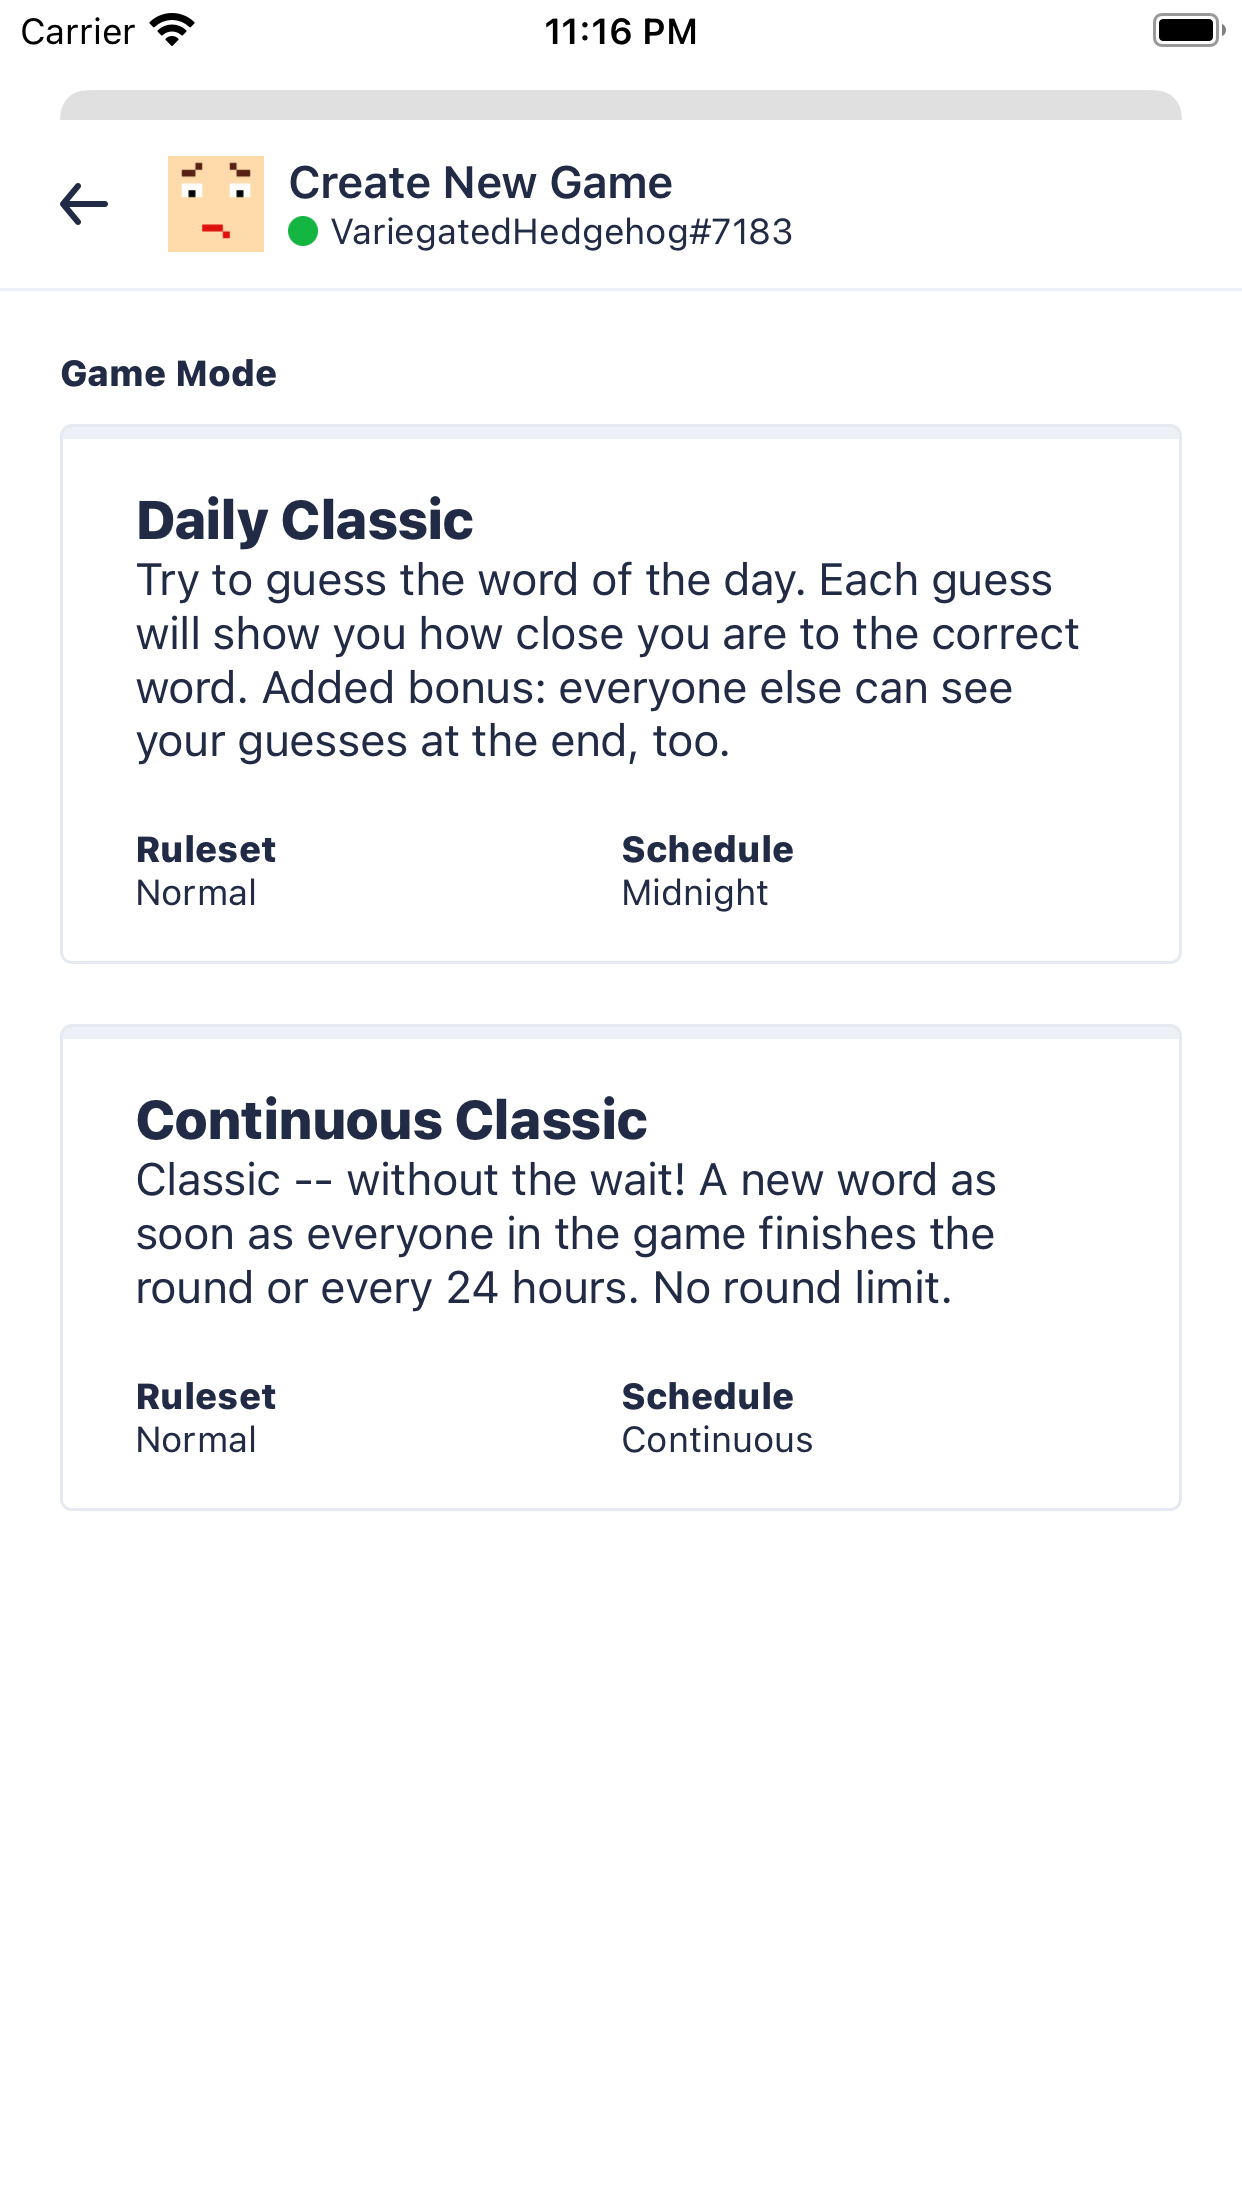 Carrier 11:16 PM
Create New Game
VariegatedHedgehog#7183
Game Mode
Daily Classic
Try to guess the word of the day. Each guess
will show you how close you are to the correct
word. Added bonus: everyone else can see
your guesses at the end, too.
Ruleset Schedule
Normal Midnight
Continuous Classic
Classic -- without the wait! A new word as
soon as everyone in the game finishes the
round or every 24 hours. No round limit.
Ruleset Schedule
Normal Continuous